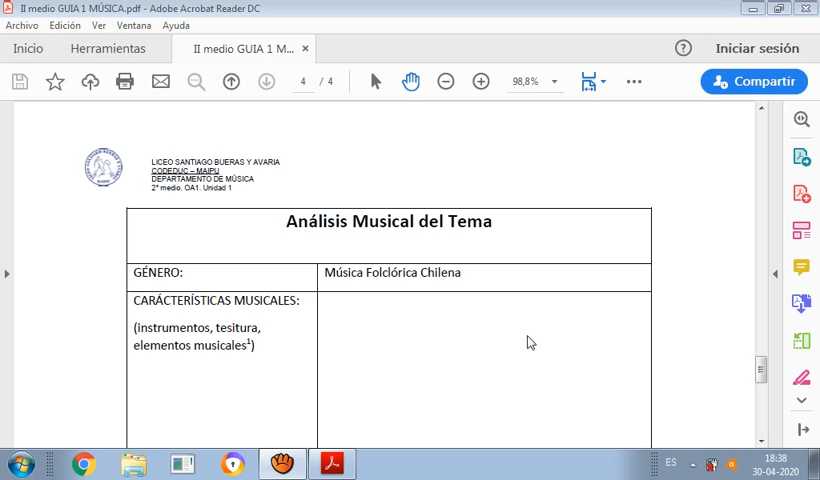 II medio GUIA 1 MÚSICA.pdf - Adobe Acrobat Reader DC
Archivo Edición Ver Ventana Ayuda
Inicio Herramientas II medio GUIA 1 M... × Iniciar sesión
4 / 4 98,8% Compartir
LICEO SANTIAGO BUERAS Y AVARIA
CODEDUC – MAIPU
DEPARTAMENTO DE MÚSICA
2° medio. OA1. Unidad 1
Análisis Musical del Tema
GÉNERO: Música Folclórica Chilena
CARÁCTERÍSTICAS MUSICALES:
(instrumentos, tesitura,
elementos musicales¹)
ES 18:38
30-04-2020